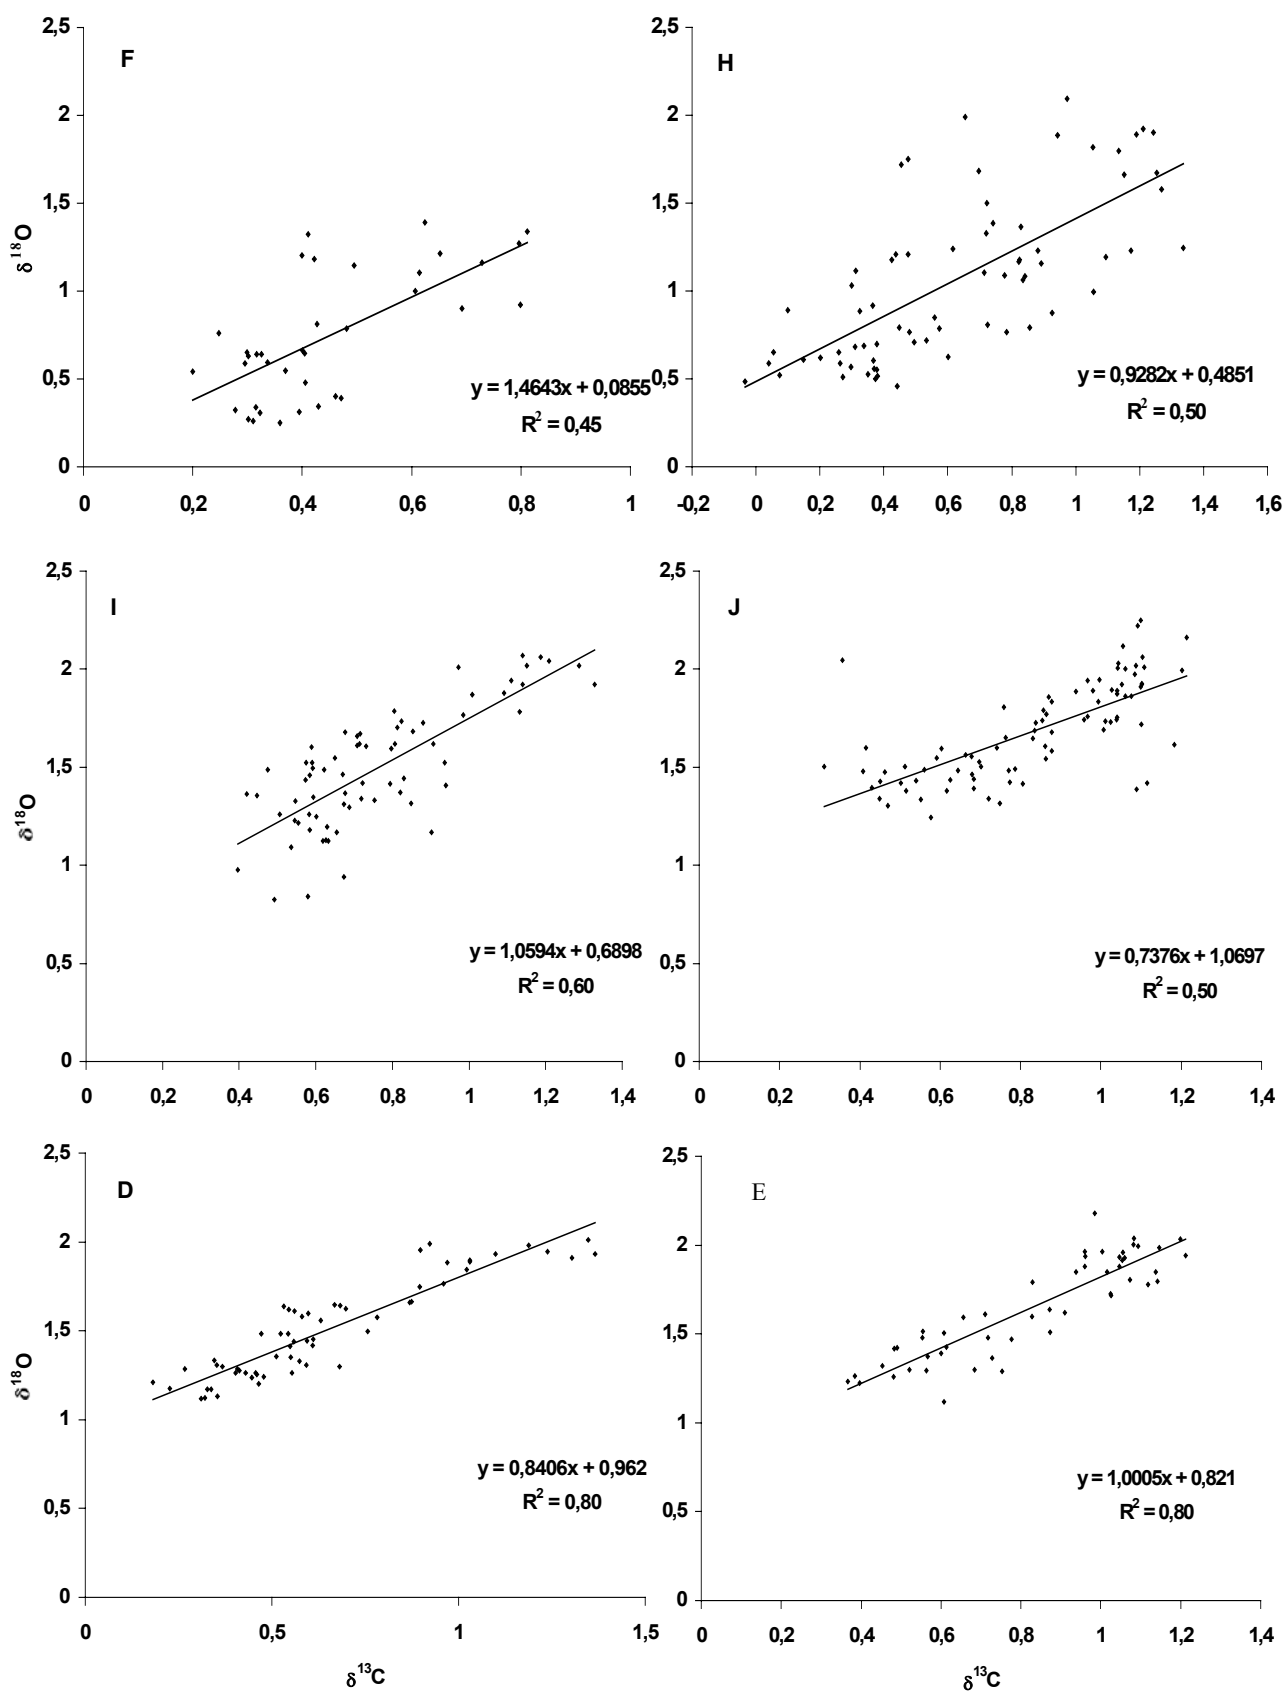 F
2,5
2
1,5
1
0,5
0
δ 18O
y = 1,4643x + 0,0855
R2 = 0,45
0 0,2 0,4 0,6 0,8 1
H
2,5
2
1,5
1
0,5
0
y = 0,9282x + 0,4851
R2 = 0,50
-0,2 0 0,2 0,4 0,6 0,8 1 1,2 1,4 1,6
I
2,5
2
1,5
1
0,5
0
δ18O
y = 1,0594x + 0,6898
R2 = 0,60
0 0,2 0,4 0,6 0,8 1 1,2 1,4
J
2,5
2
1,5
1
0,5
0
y = 0,7376x + 1,0697
R2 = 0,50
0 0,2 0,4 0,6 0,8 1 1,2 1,4
D
2,5
2
1,5
1
0,5
0
δ18O
y = 0,8406x + 0,962
R2 = 0,80
0 0,5 1 1,5
δ13C
E
2,5
2
1,5
1
0,5
0
y = 1,0005x + 0,821
R2 = 0,80
0 0,2 0,4 0,6 0,8 1 1,2 1,4
δ13C